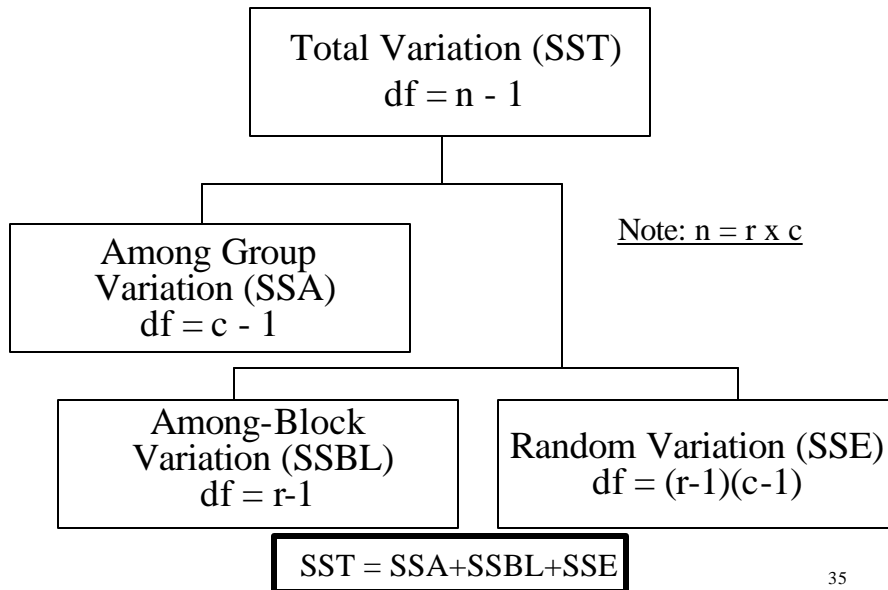 Total Variation (SST)
df = n - 1
Note: n = r x c
Among Group
Variation (SSA)
df = c - 1
Among-Block
Variation (SSBL)
df = r-1
Random Variation (SSE)
df = (r-1)(c-1)
SST = SSA+SSBL+SSE
35